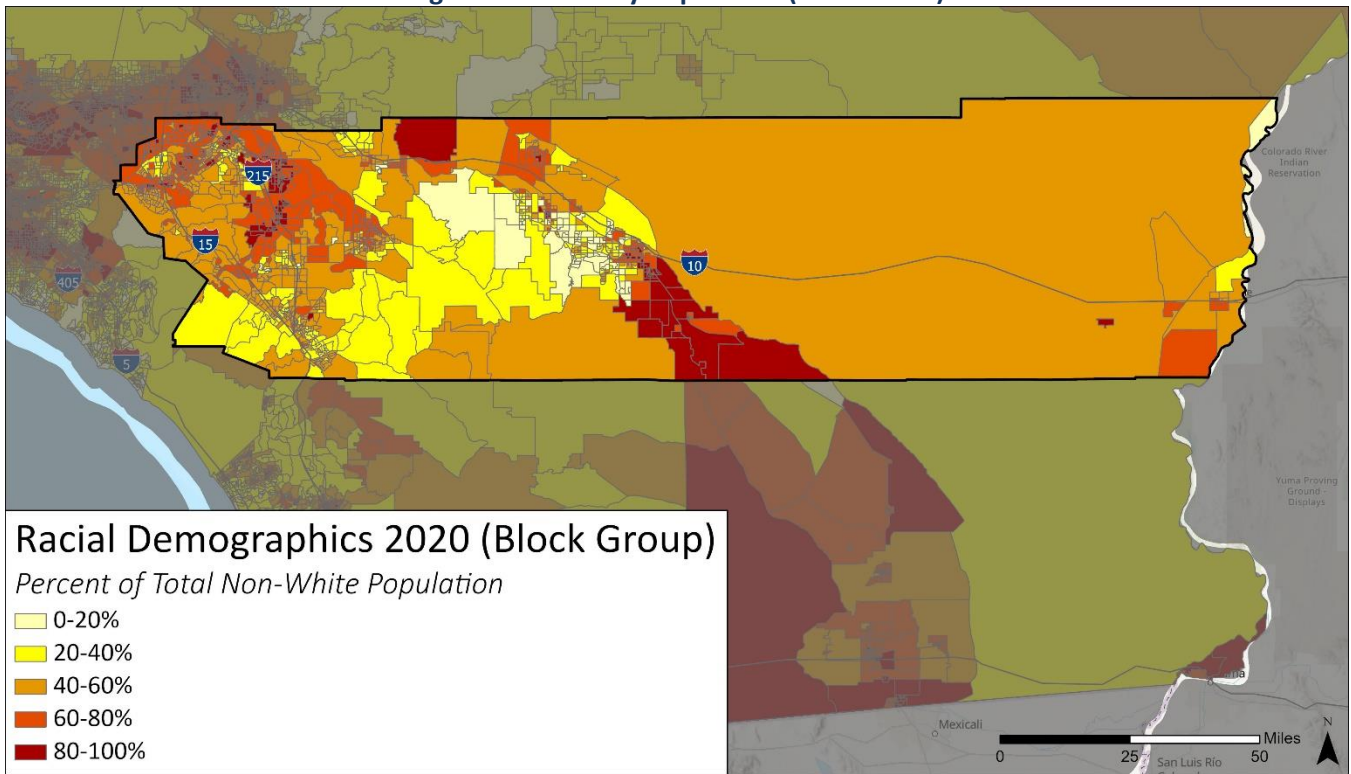 215
15
10
405
5
Colorado River
Indian
Reservation
Yuma Proving
Ground -
Displays
Mexicali
San Luis Río
Miles
0
25
50
N
Racial Demographics 2020 (Block Group)
Percent of Total Non-White Population
0-20%
20-40%
40-60%
60-80%
80-100%